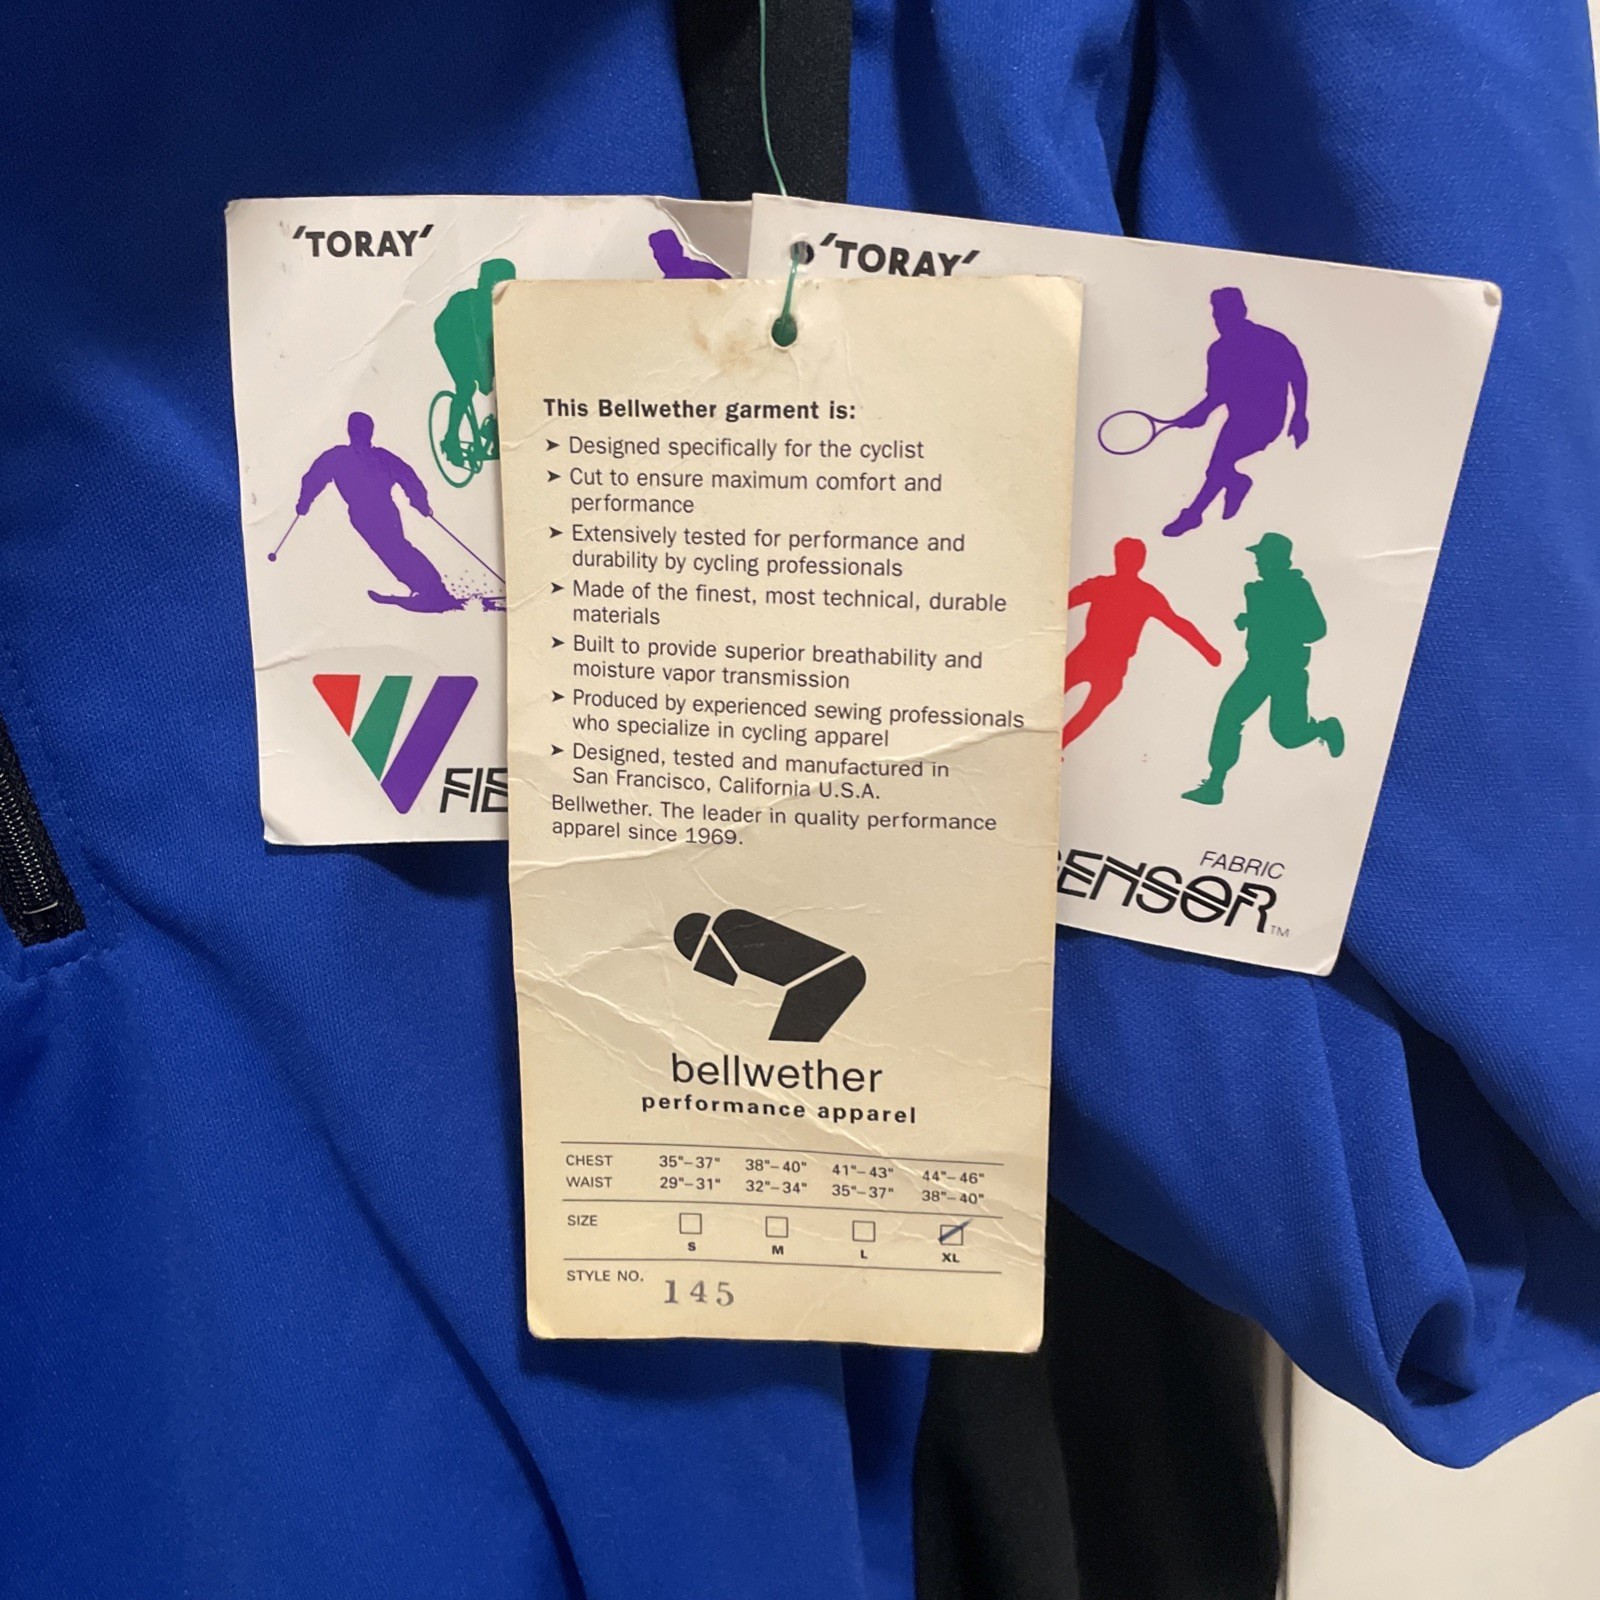 'TORAY'
'TORAY'
This Bellwether garment is:
➤ Designed specifically for the cyclist
➤ Cut to ensure maximum comfort and
performance
➤ Extensively tested for performance and
durability by cycling professionals
➤ Made of the finest, most technical, durable
materials
➤ Built to provide superior breathability and
moisture vapor transmission
➤ Produced by experienced sewing professionals
who specialize in cycling apparel
➤ Designed, tested and manufactured in
San Francisco, California U.S.A.
Bellwether. The leader in quality performance
apparel since 1969.
FABRIC
ENSOR™
bellwether
performance apparel
CHEST 35"–37" 38"–40" 41"–43" 44"–46"
WAIST 29"–31" 32"–34" 35"–37" 38"–40"
SIZE
S M L XL
STYLE NO. 145